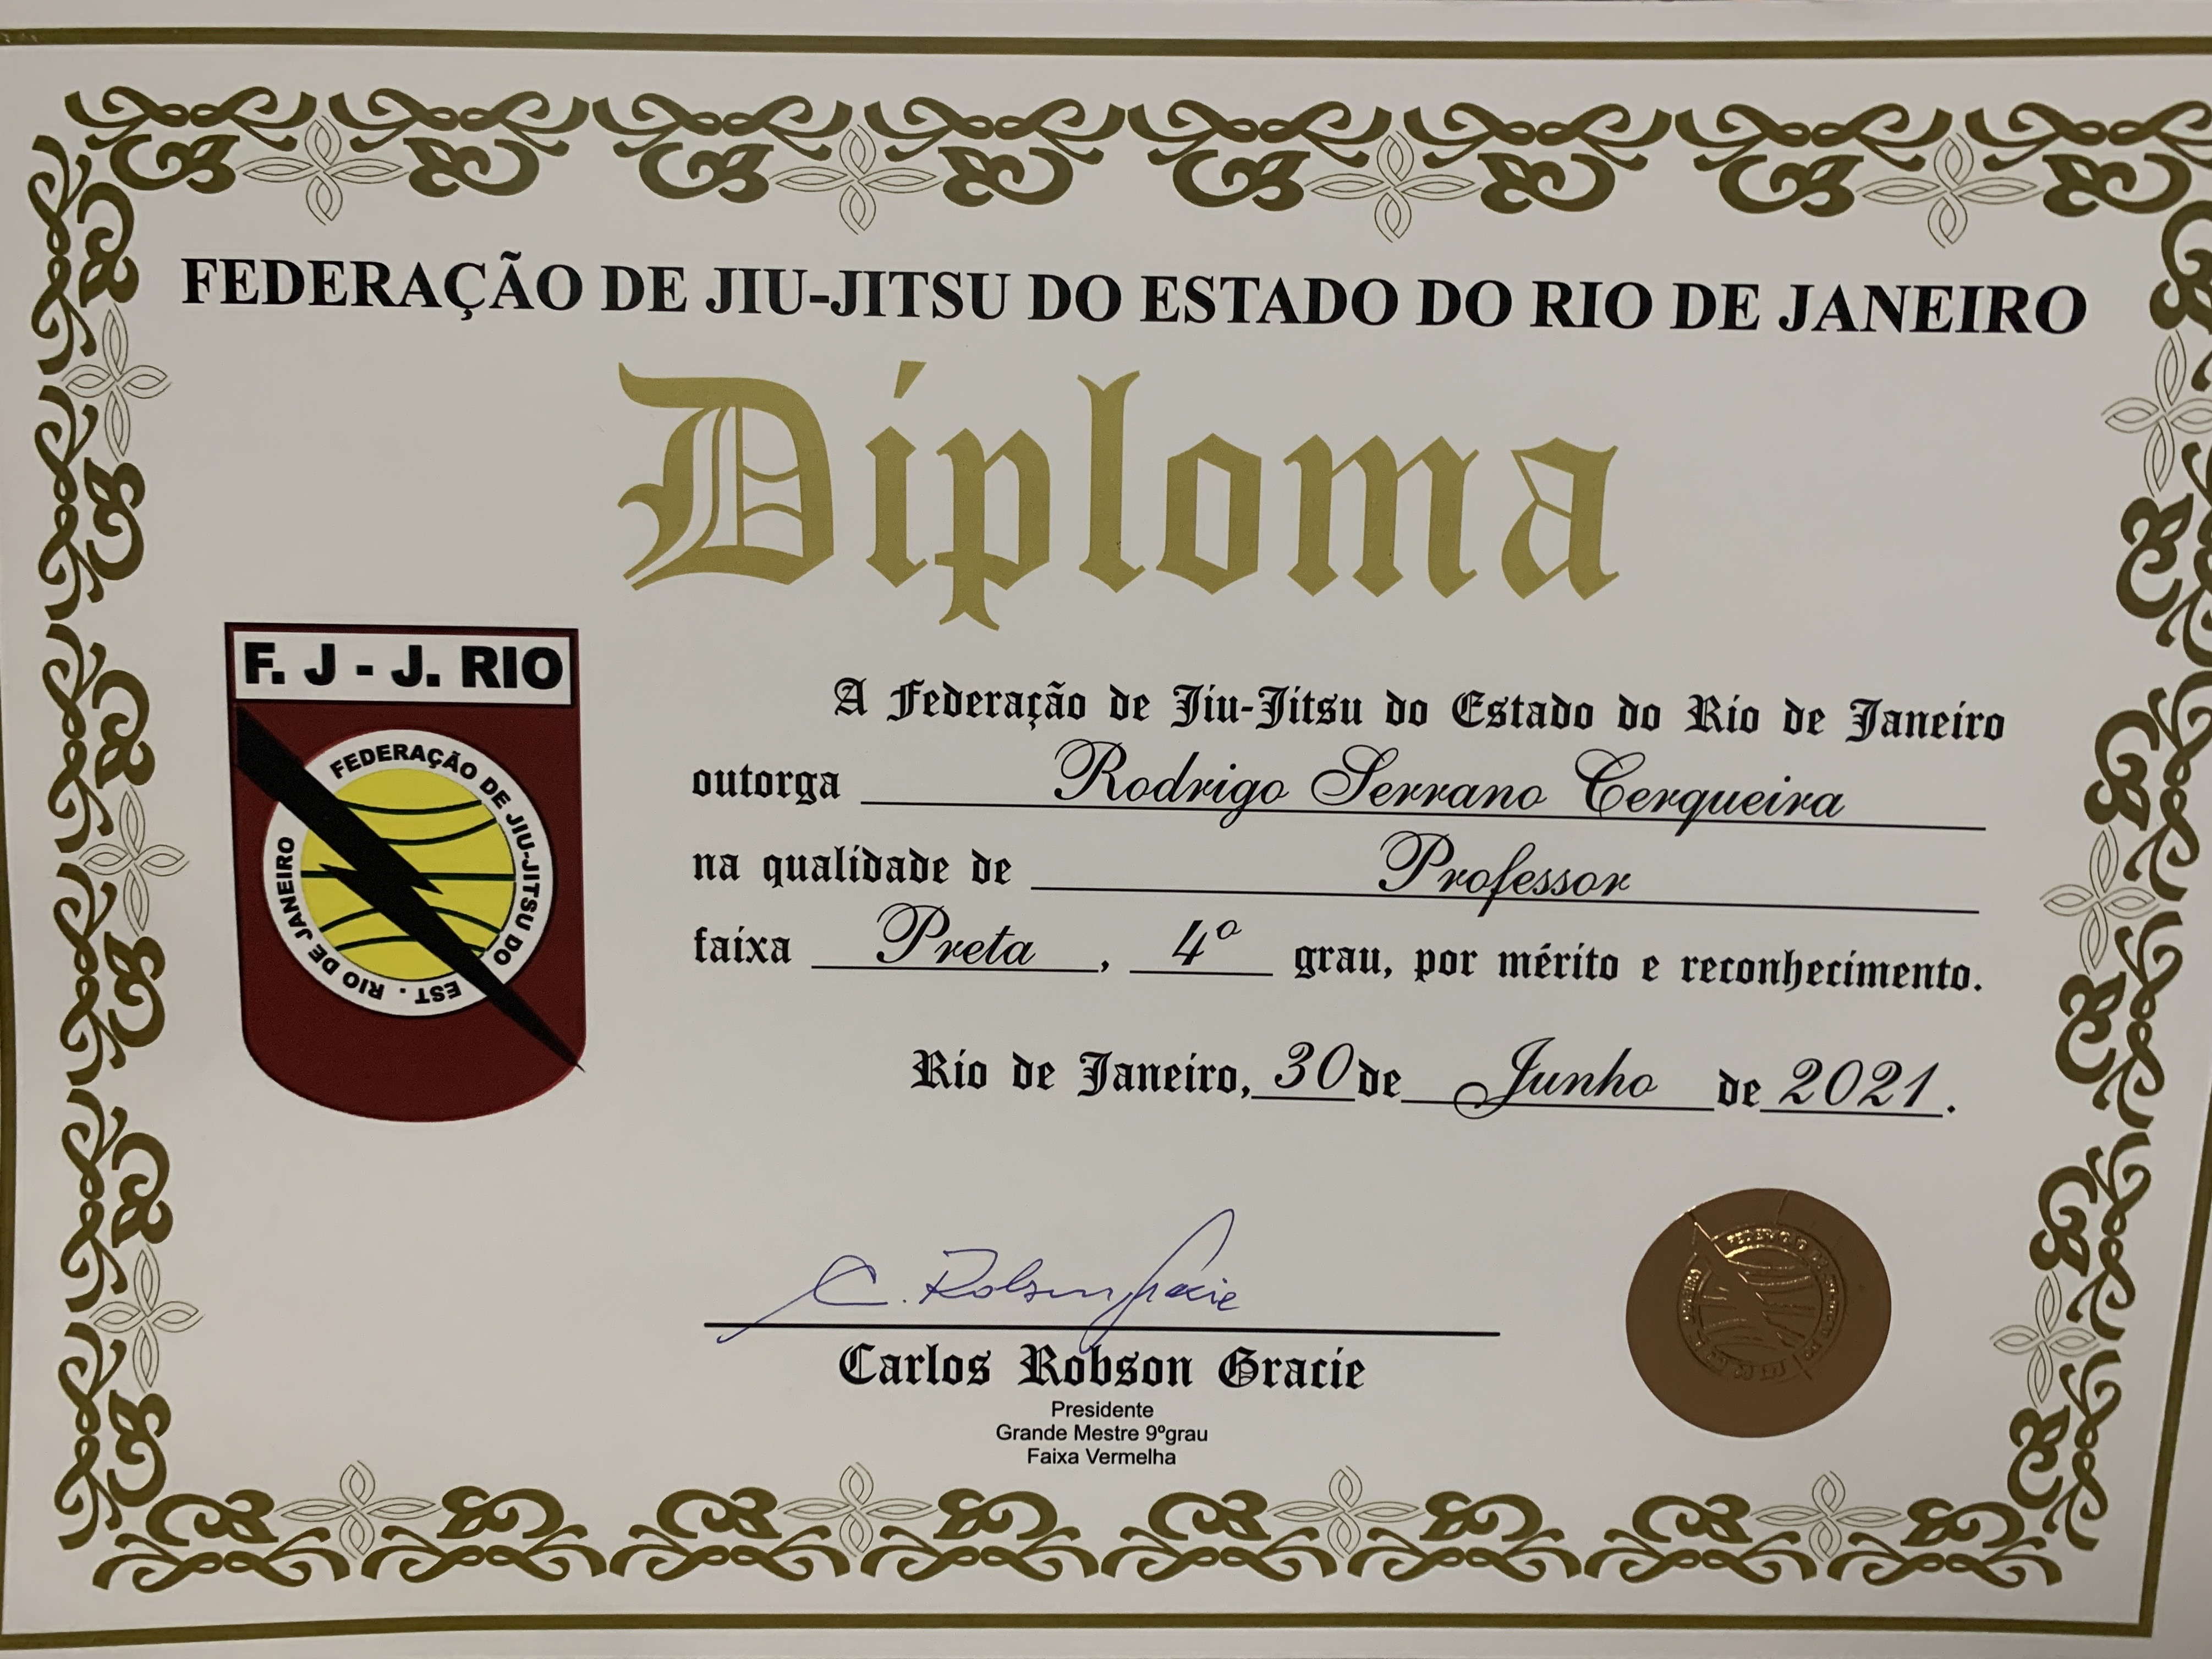 FEDERAÇÃO DE JIU-JITSU DO ESTADO DO RIO DE JANEIRO
Diploma
F. J - J. RIO
FEDERAÇÃO DE JIU-JITSU DO
EST . RIO DE JANEIRO
A Federação de Jiu-Jitsu do Estado do Rio de Janeiro
outorga Rodrigo Serrano Cerqueira
na qualidade de Professor
faixa Preta, 4º grau, por mérito e reconhecimento.
Rio de Janeiro, 30 de Junho de 2021.
C. Robson Gracie
Carlos Robson Gracie
Presidente
Grande Mestre 9ºgrau
Faixa Vermelha